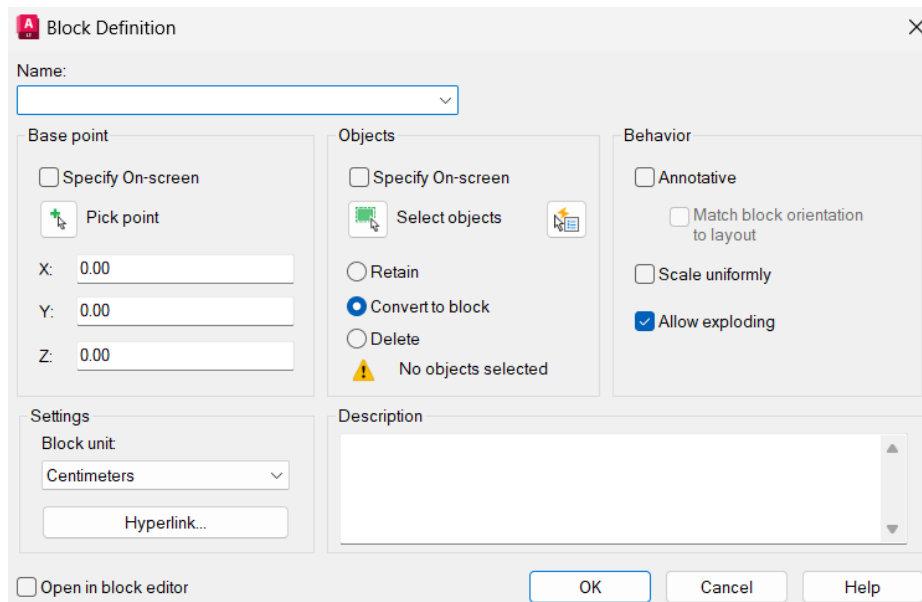 Block Definition
Name:
Base point
Specify On-screen
Pick point
X: 0.00
Y: 0.00
Z: 0.00
Objects
Specify On-screen
Select objects
Retain
Convert to block
Delete
No objects selected
Behavior
Annotative
Match block orientation
to layout
Scale uniformly
Allow exploding
Settings
Block unit:
Centimeters
Hyperlink...
Description
Open in block editor
OK
Cancel
Help